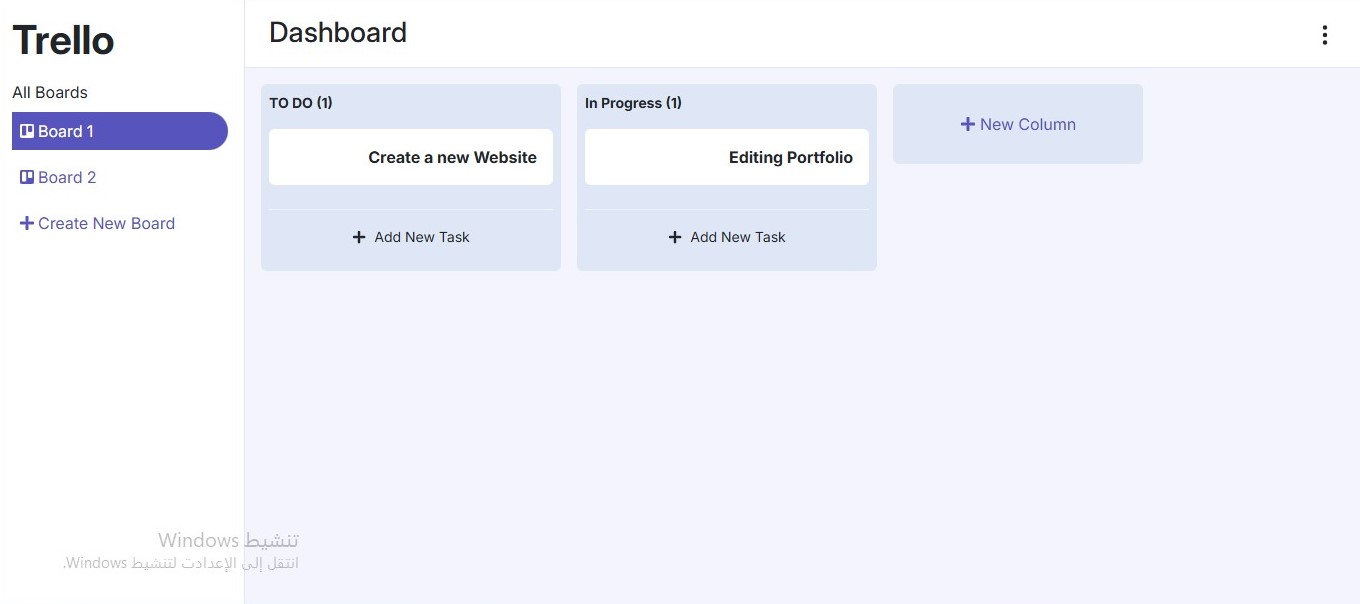 Trello
All Boards
Board 1
Board 2
Create New Board
Dashboard
TO DO (1)
Create a new Website
Add New Task
In Progress (1)
Editing Portfolio
Add New Task
New Column
تنشيط Windows
انتقل إلى الإعدادت لتنشيط Windows.